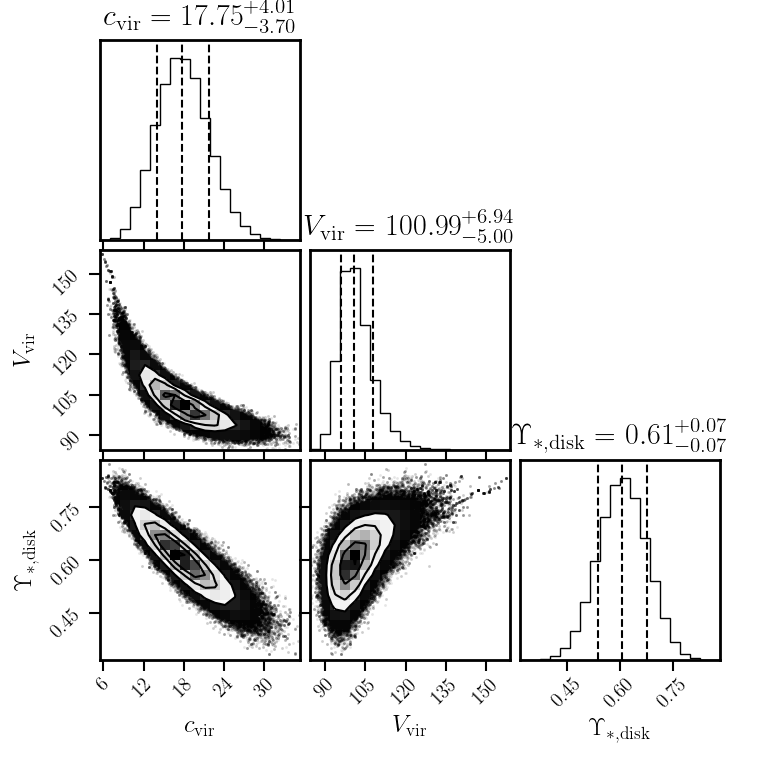 c_vir = 17.75^{+4.01}_{-3.70}
V_vir = 100.99^{+6.94}_{-5.00}
150
135
120
105
90
V_vir
Υ_{*,disk} = 0.61^{+0.07}_{-0.07}
0.75
0.60
0.45
Υ_{*,disk}
6 12 18 24 30
90 105 120 135 150
0.45 0.60 0.75
c_vir
V_vir
Υ_{*,disk}